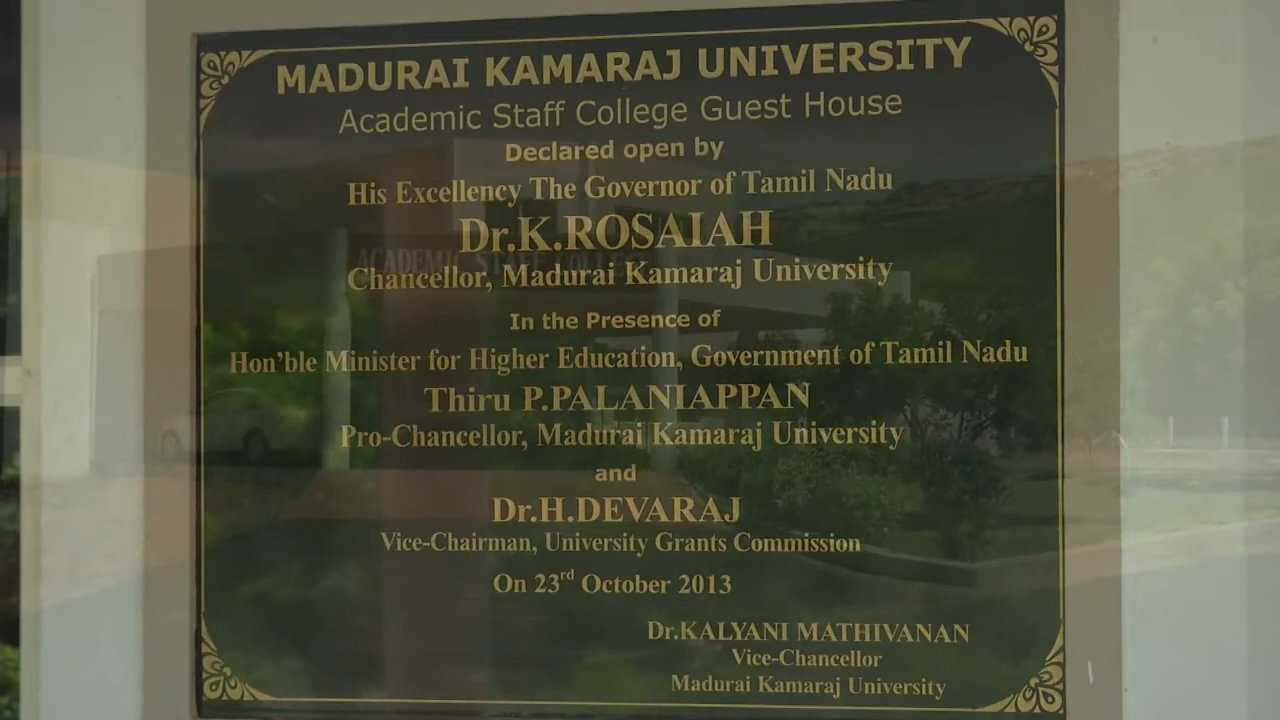 MADURAI KAMARAJ UNIVERSITY
Academic Staff College Guest House
Declared open by
His Excellency The Governor of Tamil Nadu
Dr.K.ROSAIAH
ACADEMIC STAFF COLLEGE
Chancellor, Madurai Kamaraj University
In the Presence of
Hon'ble Minister for Higher Education, Government of Tamil Nadu
Thiru P.PALANIAPPAN
Pro-Chancellor, Madurai Kamaraj University
and
Dr.H.DEVARAJ
Vice-Chairman, University Grants Commission
On 23rd October 2013
Dr.KALYANI MATHIVANAN
Vice-Chancellor
Madurai Kamaraj University